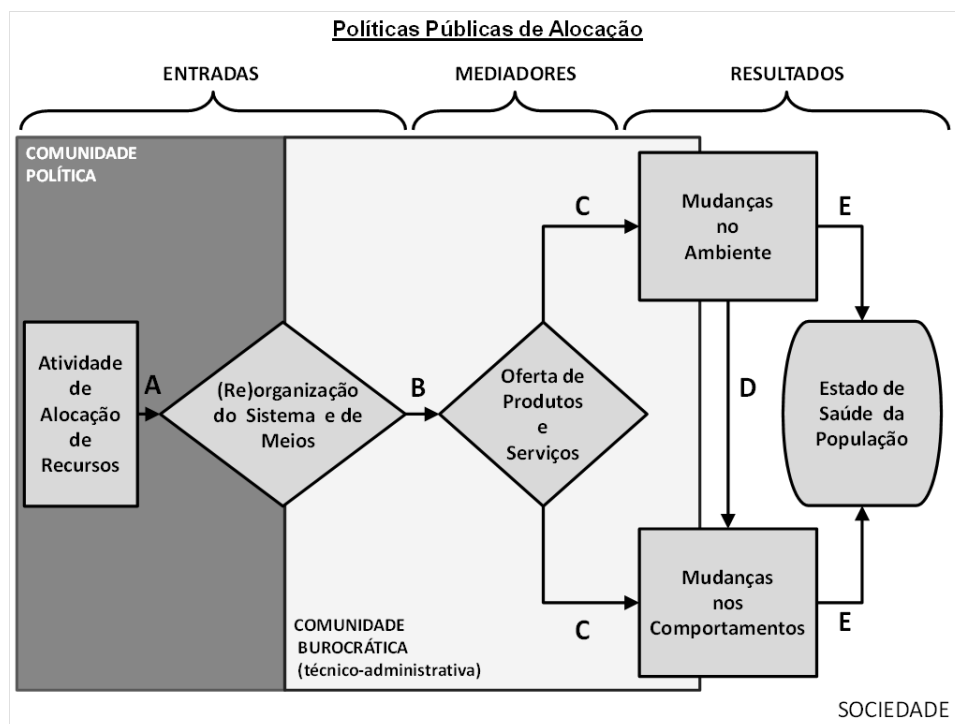 Políticas Públicas de Alocação
ENTRADAS
MEDIADORES
RESULTADOS
COMUNIDADE
POLÍTICA
Atividade
de
Alocação
de
Recursos
A
(Re)organização
do Sistema e de
Meios
B
Oferta de
Produtos
e
Serviços
C
Mudanças
no
Ambiente
E
D
Estado de
Saúde da
População
C
Mudanças
nos
Comportamentos
E
COMUNIDADE
BUROCRÁTICA
(técnico-administrativa)
SOCIEDADE